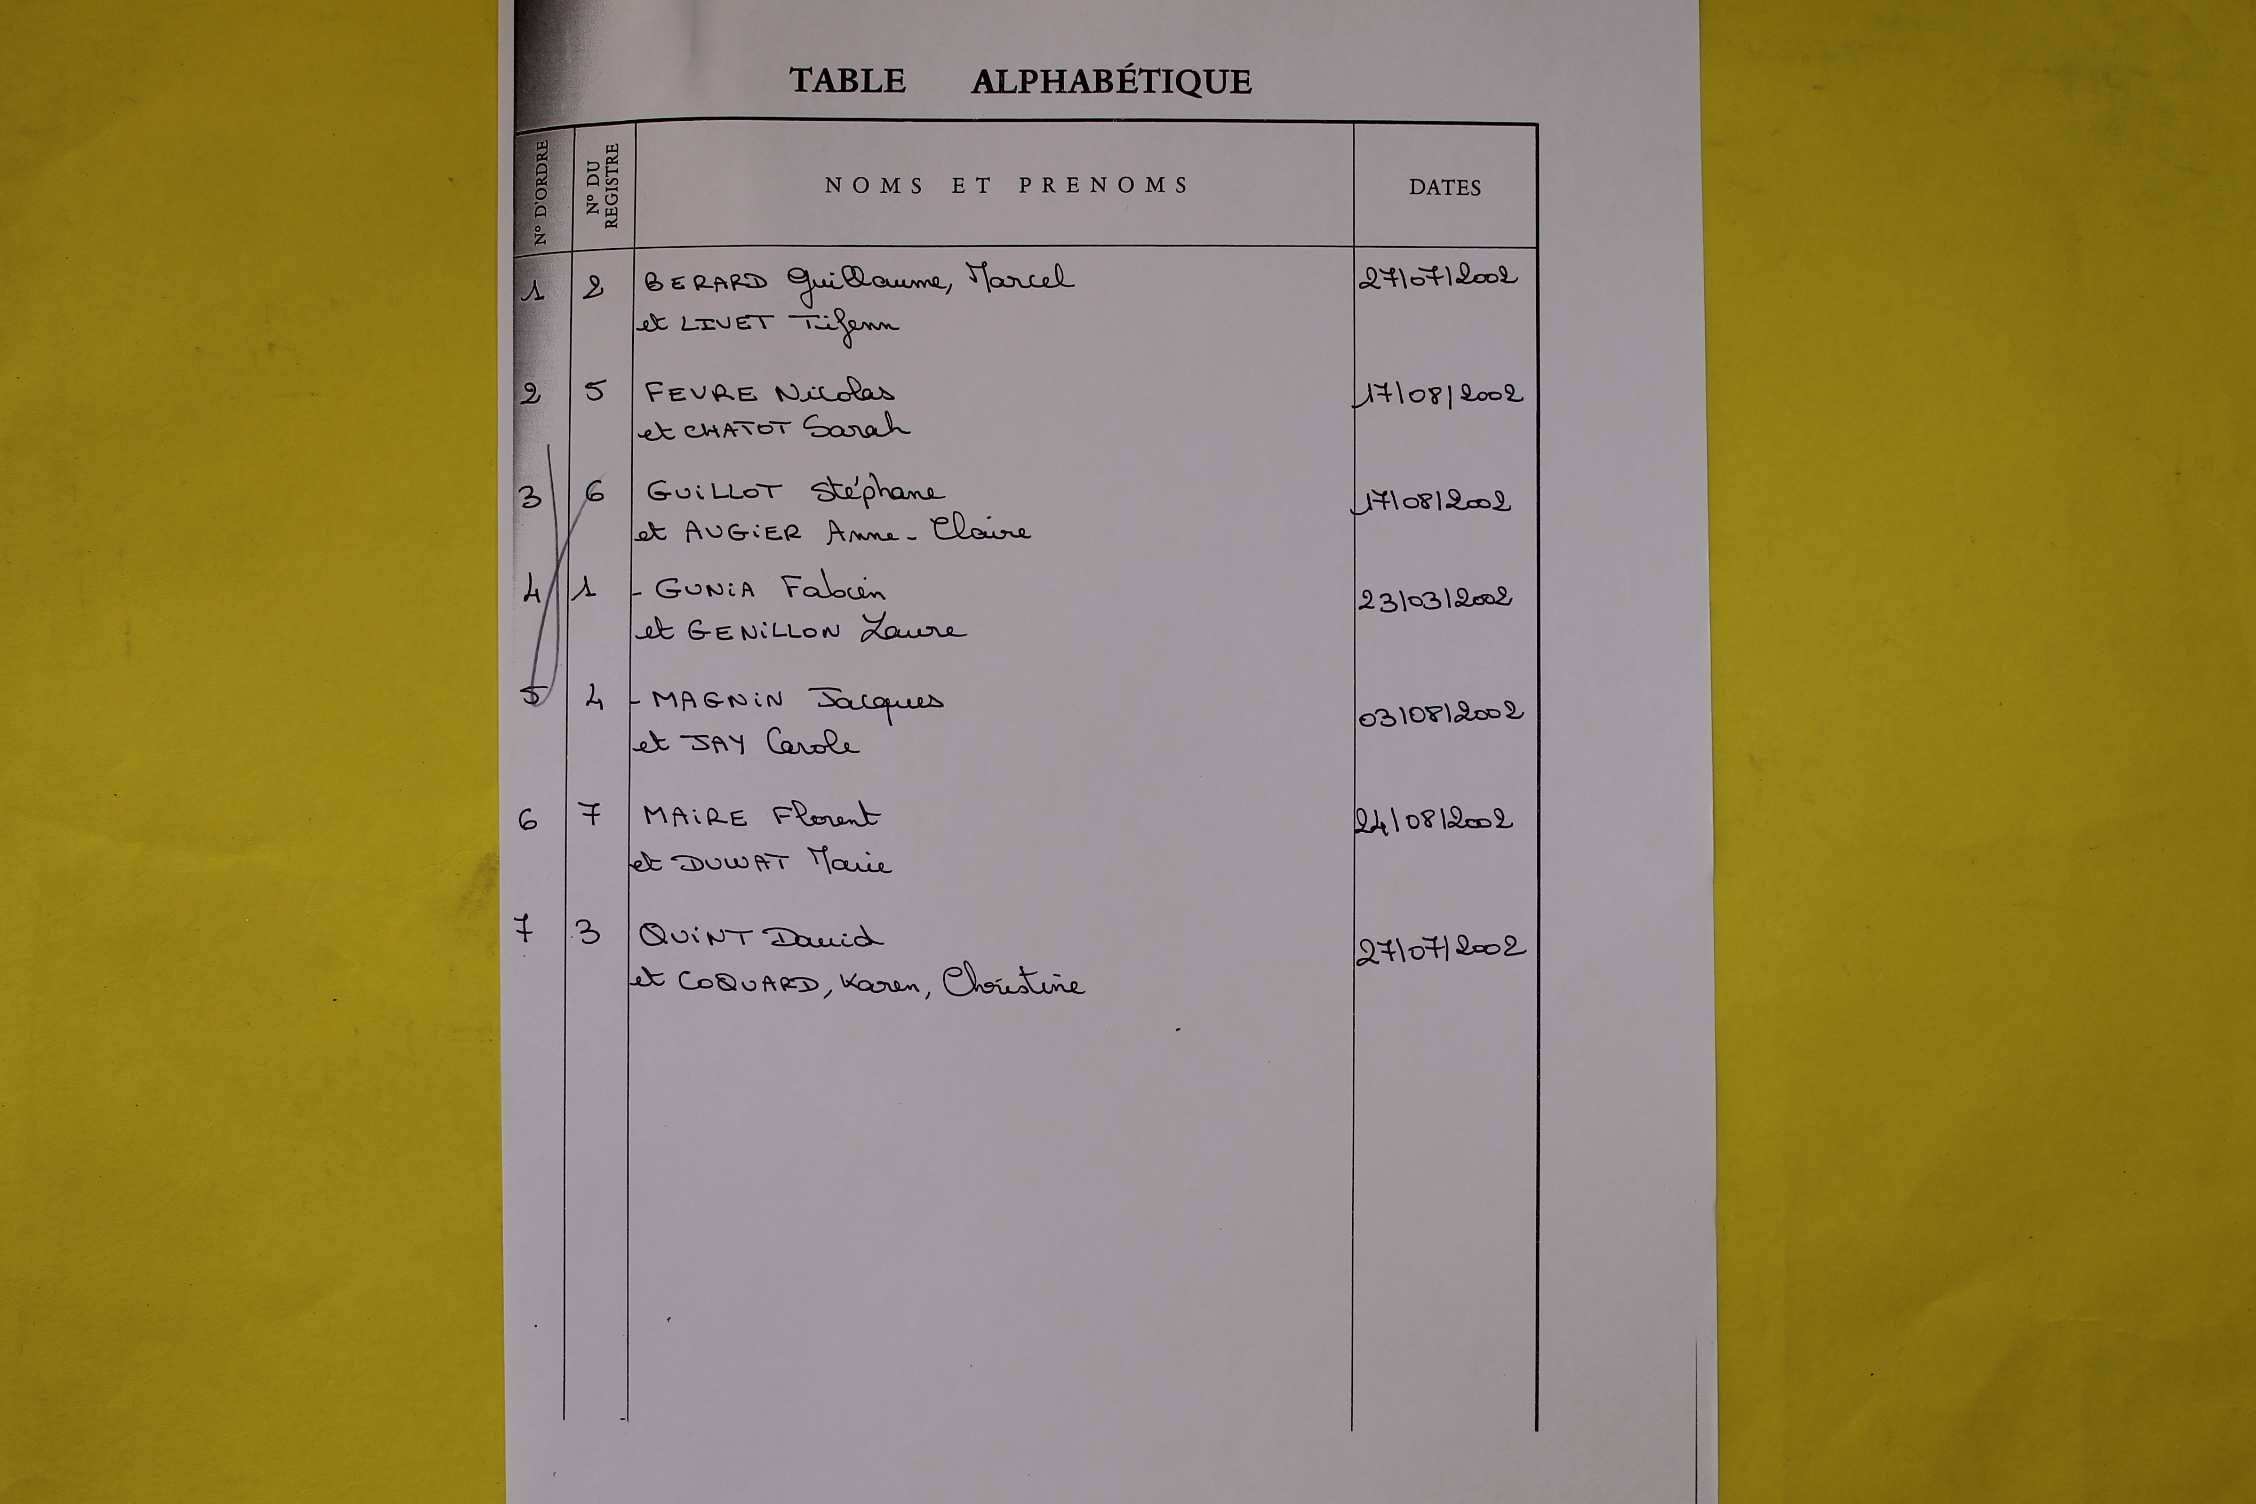 TABLE ALPHABÉTIQUE
N° D'ORDRE N° DU REGISTRE NOMS ET PRENOMS DATES
1 2 BERARD Guillaume, Marcel 27/07/2002
et LIVET Tifenn
2 5 FEVRE Nicolas 17/08/2002
et CHATOT Sarah
3 6 GUILLOT Stéphane 17/08/2002
et AUGIER Anne-Claire
4 1 - GUNIA Fabien 23/03/2002
et GENILLON Laure
5 4 - MAGNIN Jacques 03/08/2002
et JAY Carole
6 7 MAIRE Florent 24/08/2002
et DUWAT Marie
7 3 QUINT David 27/07/2002
et COQUARD, Karen, Christine